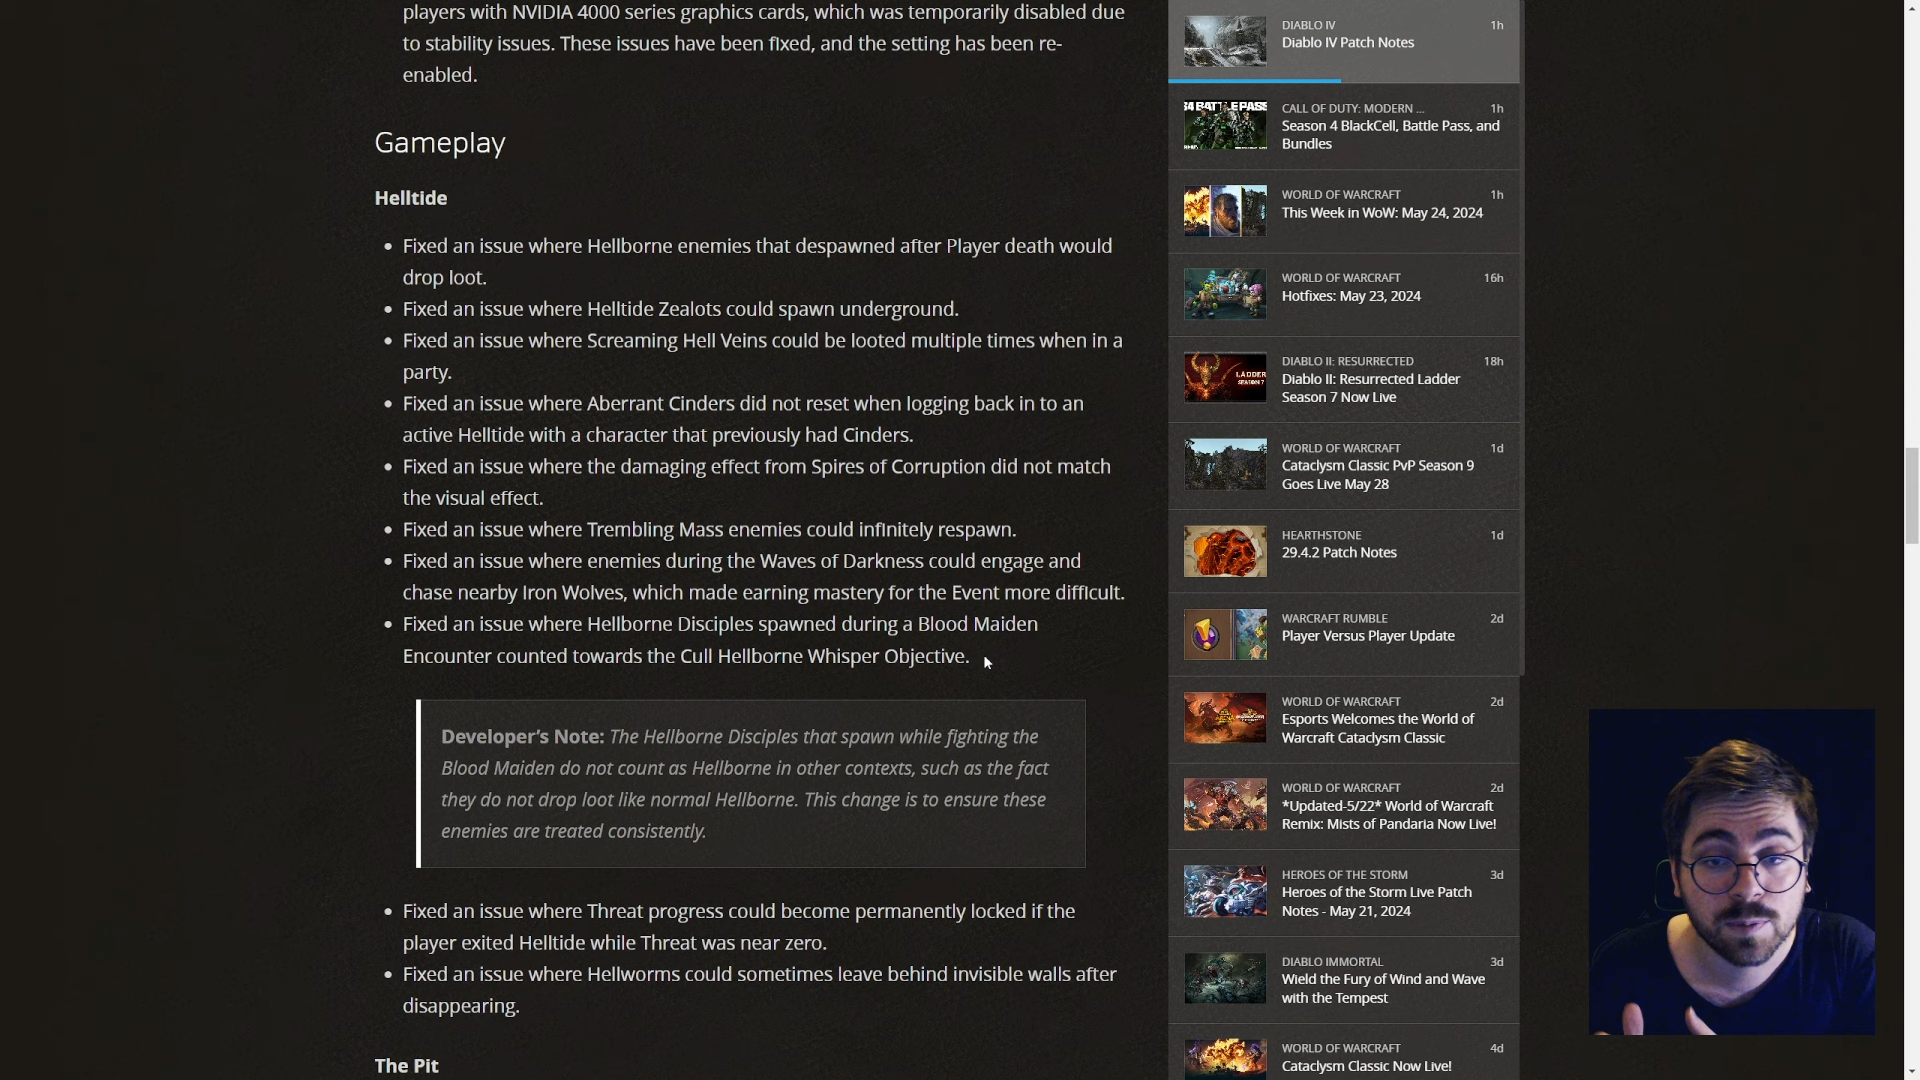 players with NVIDIA 4000 series graphics cards, which was temporarily disabled due
to stability issues. These issues have been fixed, and the setting has been re-
enabled.
Gameplay
Helltide
• Fixed an issue where Hellborne enemies that despawned after Player death would
drop loot.
• Fixed an issue where Helltide Zealots could spawn underground.
• Fixed an issue where Screaming Hell Veins could be looted multiple times when in a
party.
• Fixed an issue where Aberrant Cinders did not reset when logging back in to an
active Helltide with a character that previously had Cinders.
• Fixed an issue where the damaging effect from Spires of Corruption did not match
the visual effect.
• Fixed an issue where Trembling Mass enemies could infinitely respawn.
• Fixed an issue where enemies during the Waves of Darkness could engage and
chase nearby Iron Wolves, which made earning mastery for the Event more difficult.
• Fixed an issue where Hellborne Disciples spawned during a Blood Maiden
Encounter counted towards the Cull Hellborne Whisper Objective.
Developer’s Note: The Hellborne Disciples that spawn while fighting the
Blood Maiden do not count as Hellborne in other contexts, such as the fact
they do not drop loot like normal Hellborne. This change is to ensure these
enemies are treated consistently.
• Fixed an issue where Threat progress could become permanently locked if the
player exited Helltide while Threat was near zero.
• Fixed an issue where Hellworms could sometimes leave behind invisible walls after
disappearing.
The Pit
DIABLO IV 1h
Diablo IV Patch Notes
S4 BATTLE PASS
CALL OF DUTY: MODERN ... 1h
Season 4 BlackCell, Battle Pass, and
Bundles
WORLD OF WARCRAFT 1h
This Week in WoW: May 24, 2024
WORLD OF WARCRAFT 16h
Hotfixes: May 23, 2024
LADDER
SEASON 7
DIABLO II: RESURRECTED 18h
Diablo II: Resurrected Ladder
Season 7 Now Live
WORLD OF WARCRAFT 1d
Cataclysm Classic PvP Season 9
Goes Live May 28
HEARTHSTONE 1d
29.4.2 Patch Notes
WARCRAFT RUMBLE 2d
Player Versus Player Update
WORLD OF WARCRAFT 2d
Esports Welcomes the World of
Warcraft Cataclysm Classic
WORLD OF WARCRAFT 2d
*Updated-5/22* World of Warcraft
Remix: Mists of Pandaria Now Live!
HEROES OF THE STORM 3d
Heroes of the Storm Live Patch
Notes - May 21, 2024
DIABLO IMMORTAL 3d
Wield the Fury of Wind and Wave
with the Tempest
WORLD OF WARCRAFT 4d
Cataclysm Classic Now Live!